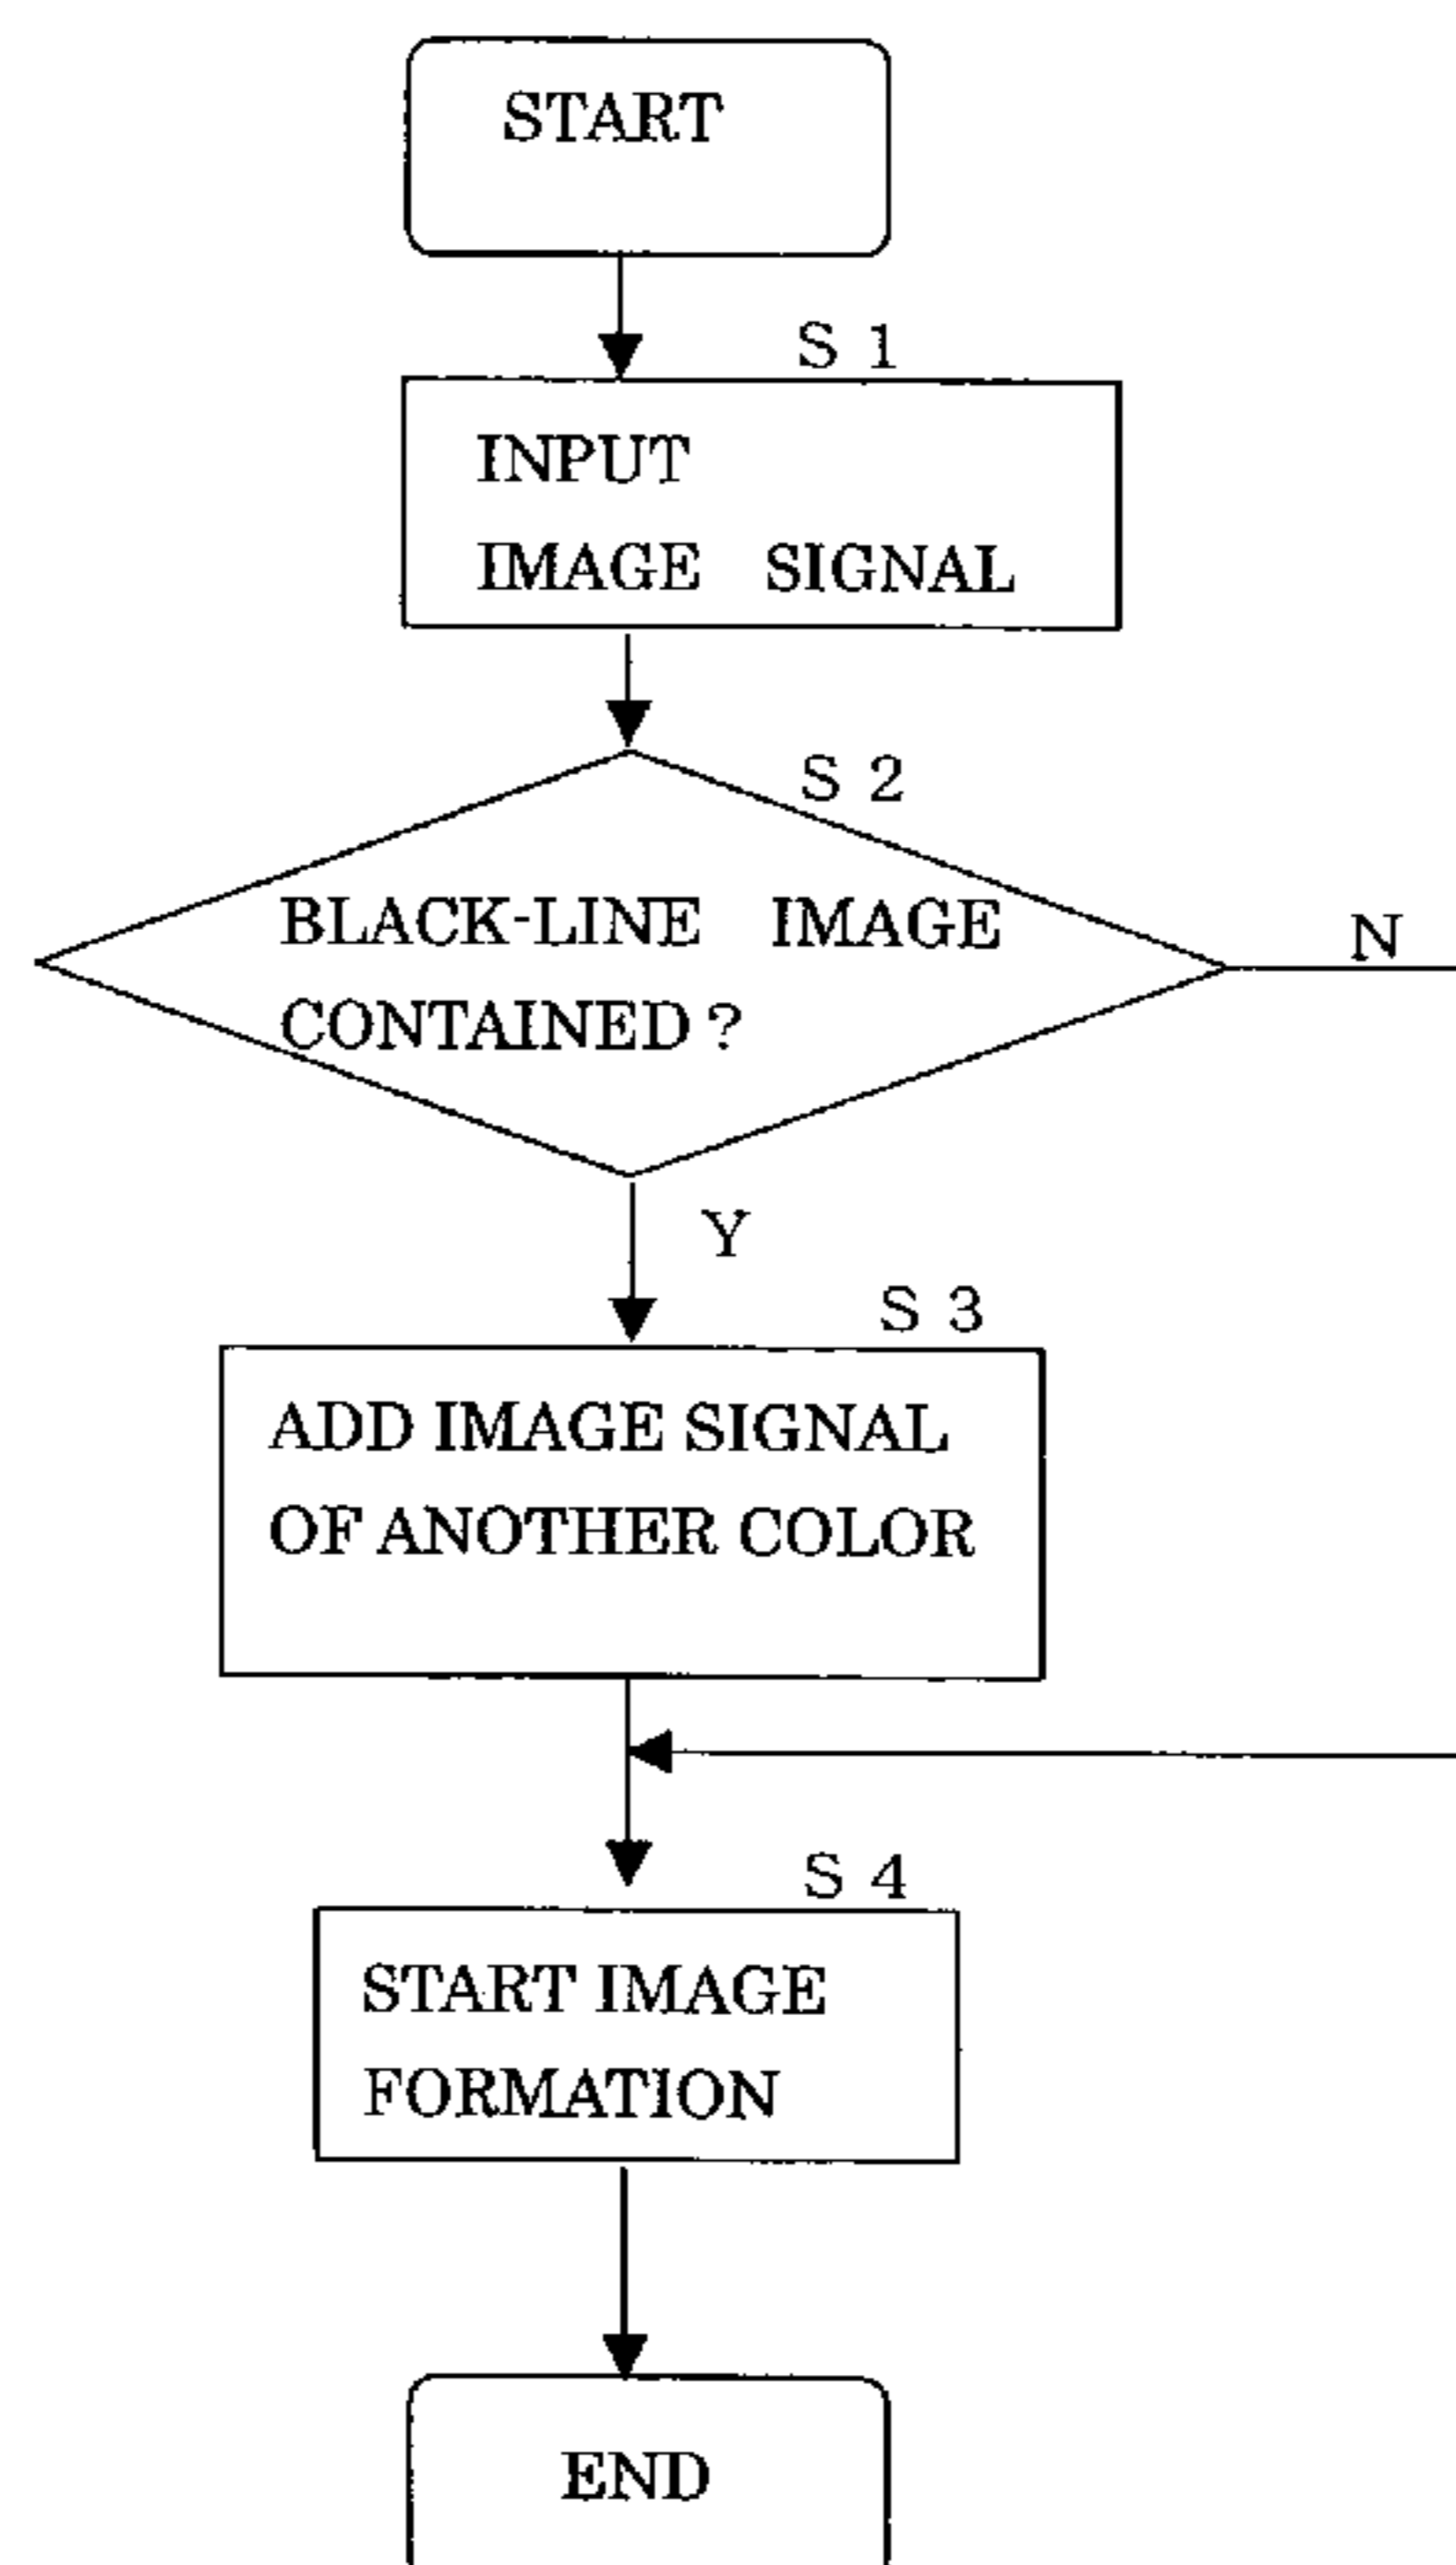 START
S 1
INPUT
IMAGE SIGNAL
S 2
BLACK-LINE IMAGE
CONTAINED ?
N
Y
S 3
ADD IMAGE SIGNAL
OF ANOTHER COLOR
S 4
START IMAGE
FORMATION
END